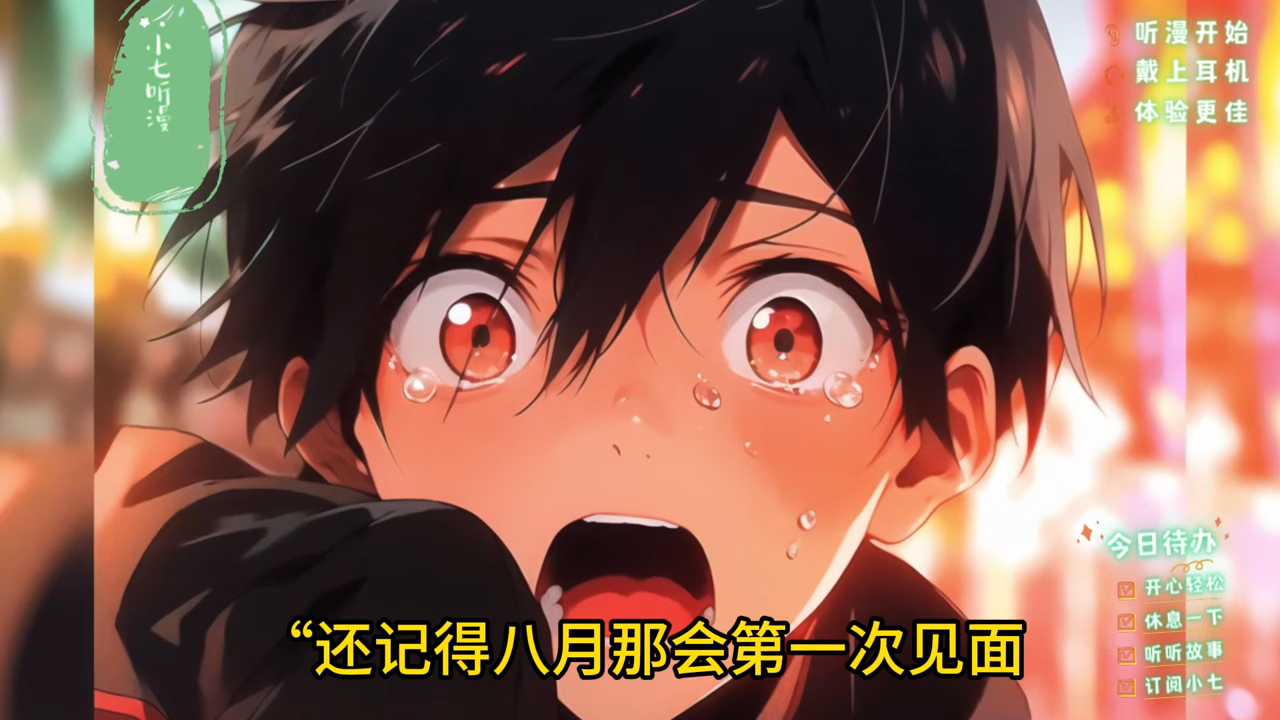 小七听漫
听漫开始
戴上耳机
体验更佳
今日待办
开心轻松
休息一下
听听故事
订阅小七
“还记得八月那会第一次见面